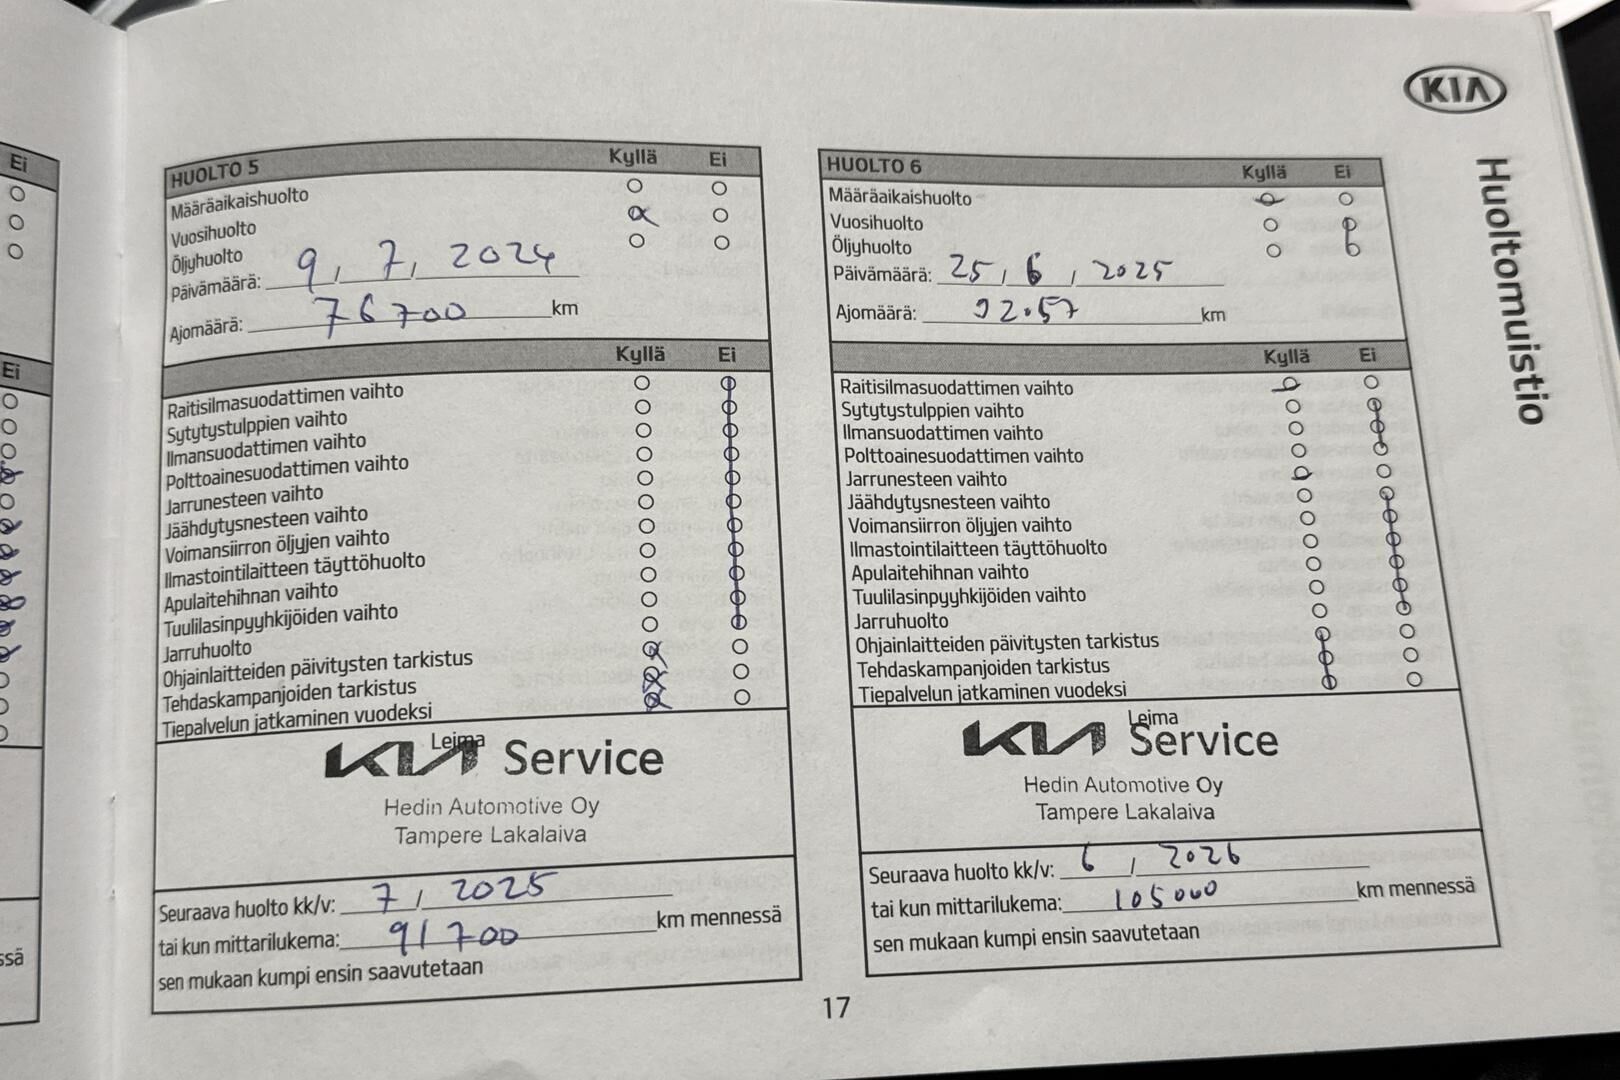 KIA
Huoltomuistio
Ei
Ei
ssä
HUOLTO 5 Kyllä Ei
Määräaikaishuolto
Vuosihuolto
Öljyhuolto
Päivämäärä: 9, 7, 2024
Ajomäärä: 76700 km
Kyllä Ei
Raitisilmasuodattimen vaihto
Sytytystulppien vaihto
Ilmansuodattimen vaihto
Polttoainesuodattimen vaihto
Jarrunesteen vaihto
Jäähdytysnesteen vaihto
Voimansiirron öljyjen vaihto
Ilmastointilaitteen täyttöhuolto
Apulaitehihnan vaihto
Tuulilasinpyyhkijöiden vaihto
Jarruhuolto
Ohjainlaitteiden päivitysten tarkistus
Tehdaskampanjoiden tarkistus
Tiepalvelun jatkaminen vuodeksi
Leima
KIA Service
Hedin Automotive Oy
Tampere Lakalaiva
Seuraava huolto kk/v: 7 / 2025
tai kun mittarilukema: 91 700 km mennessä
sen mukaan kumpi ensin saavutetaan
HUOLTO 6 Kyllä Ei
Määräaikaishuolto
Vuosihuolto
Öljyhuolto
Päivämäärä: 25, 6, 2025
Ajomäärä: 92.57 km
Kyllä Ei
Raitisilmasuodattimen vaihto
Sytytystulppien vaihto
Ilmansuodattimen vaihto
Polttoainesuodattimen vaihto
Jarrunesteen vaihto
Jäähdytysnesteen vaihto
Voimansiirron öljyjen vaihto
Ilmastointilaitteen täyttöhuolto
Apulaitehihnan vaihto
Tuulilasinpyyhkijöiden vaihto
Jarruhuolto
Ohjainlaitteiden päivitysten tarkistus
Tehdaskampanjoiden tarkistus
Tiepalvelun jatkaminen vuodeksi
Leima
KIA Service
Hedin Automotive Oy
Tampere Lakalaiva
Seuraava huolto kk/v: 6 / 2026
tai kun mittarilukema: 105000 km mennessä
sen mukaan kumpi ensin saavutetaan
17